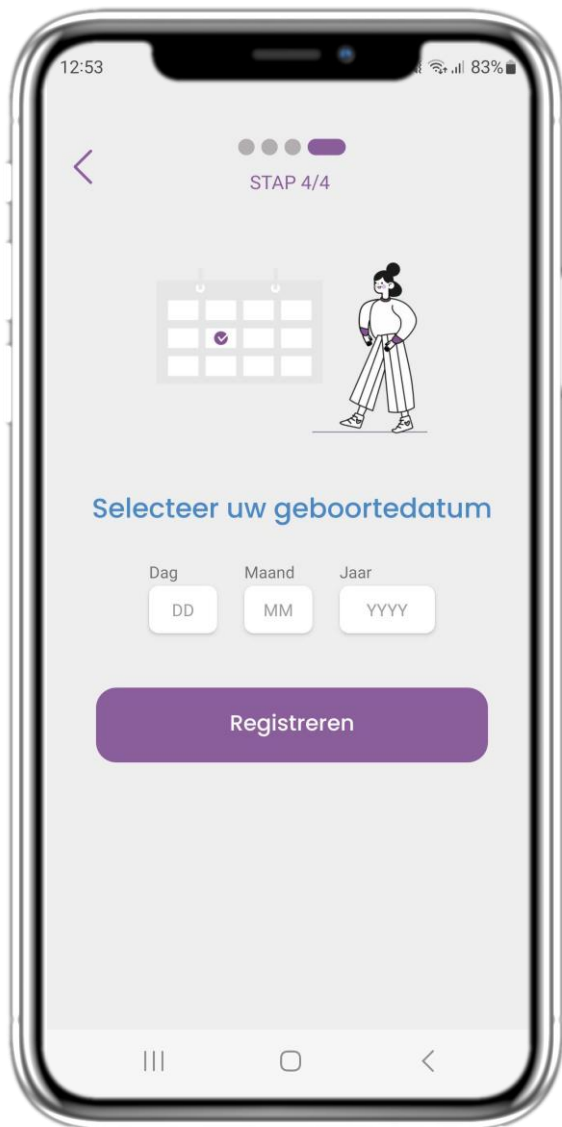 12:53 83%
STAP 4/4
Selecteer uw geboortedatum
Dag Maand Jaar
DD MM YYYY
Registreren